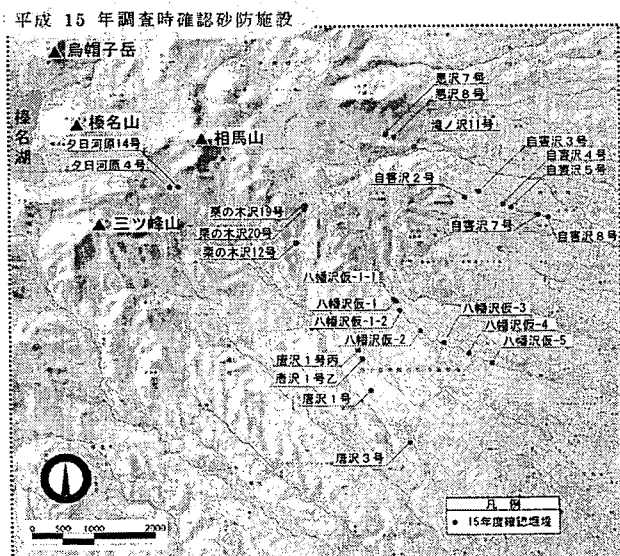 平成 15 年調査時確認砂防施設
▲烏帽子岳
榛名湖
▲榛名山
▲相馬山
夕日河原14号
夕日河原4号
▲三ツ峰山
悪沢7号
悪沢8号
滝ノ沢11号
自害沢3号
自害沢4号
自害沢5号
自害沢2号
自害沢7号
自害沢8号
栗の木沢19号
栗の木沢20号
栗の木沢12号
八幡沢仮-1-1
八幡沢仮-1
八幡沢仮-1-2
八幡沢仮-2
八幡沢仮-3
八幡沢仮-4
八幡沢仮-5
唐沢1号丙
唐沢1号乙
唐沢1号
唐沢3号
凡 例
● 15年度確認堰堤
0 500 1000 2000